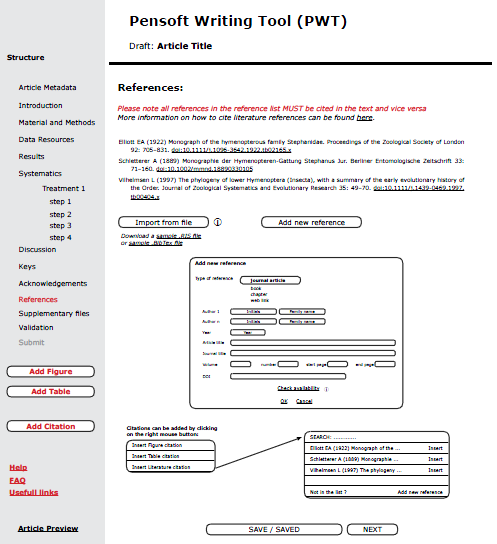 Pensoft Writing Tool (PWT)
Draft: Article Title
Structure
Article Metadata
Introduction
Material and Methods
Data Resources
Results
Systematics
Treatment 1
step 1
step 2
step 3
step 4
Discussion
Keys
Acknowledgements
References
Supplementary files
Validation
Submit
Add Figure
Add Table
Add Citation
Help
FAQ
Usefull links
Article Preview
References:
Please note all references in the reference list MUST be cited in the text and vice versa
More information on how to cite literature references can be found here.
Elliott EA (1922) Monograph of the hymenopterous family Stephanidae. Proceedings of the Zoological Society of London
92: 705–831. doi:10.1111/j.1096-3642.1922.tb02165.x
Schletterer A (1889) Monographie der Hymenopteren-Gattung Stephanus Jur. Berliner Entomologische Zeitschrift 33:
71–160. doi:10.1002/mmnd.18890330105
Vilhelmsen L (1997) The phylogeny of lower Hymenoptera (Insecta), with a summary of the early evolutionary history of
the Order. Journal of Zoological Systematics and Evolutionary Research 35: 49–70. doi:10.1111/j.1439-0469.1997.
tb00404.x
Import from file
Add new reference
Download a sample .RIS file
or sample .BibTex file
Add new reference
Type of reference
Journal article
book
chapter
web link
Author 1 Initials Family name
Author n Initials Family name
Year Year
Article title
Journal title
Volume number start page end page
DOI
Check availability
OK Cancel
Citations can be added by clicking
on the right mouse button:
Insert Figure citation
Insert Table citation
Insert Literature citation
SEARCH: ............
Elliott EA (1922) Monograph of the ... Insert
Schletterer A (1889) Monographie ... Insert
Vilhelmsen L (1997) The phylogeny ... Insert
Not in the list ? Add new reference
SAVE / SAVED
NEXT